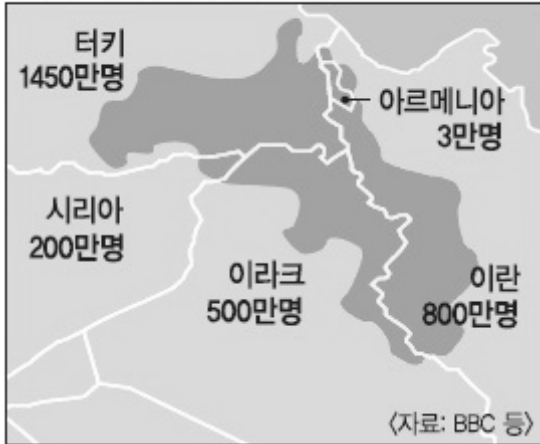 터키
1450만명
아르메니아
3만명
시리아
200만명
이라크
500만명
이란
800만명
〈자료: BBC 등〉